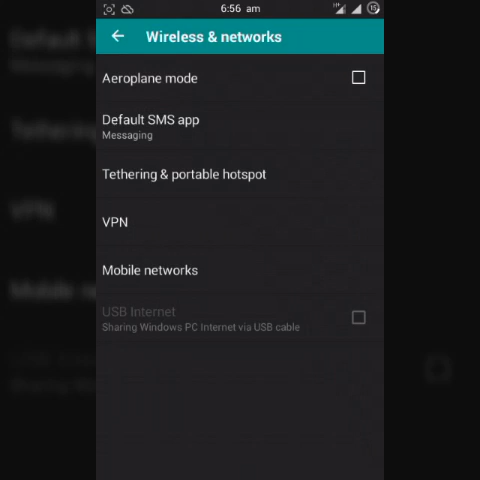 6:56 am
15
Wireless & networks
Aeroplane mode
Default SMS app
Messaging
Tethering & portable hotspot
VPN
Mobile networks
USB Internet
Sharing Windows PC Internet via USB cable